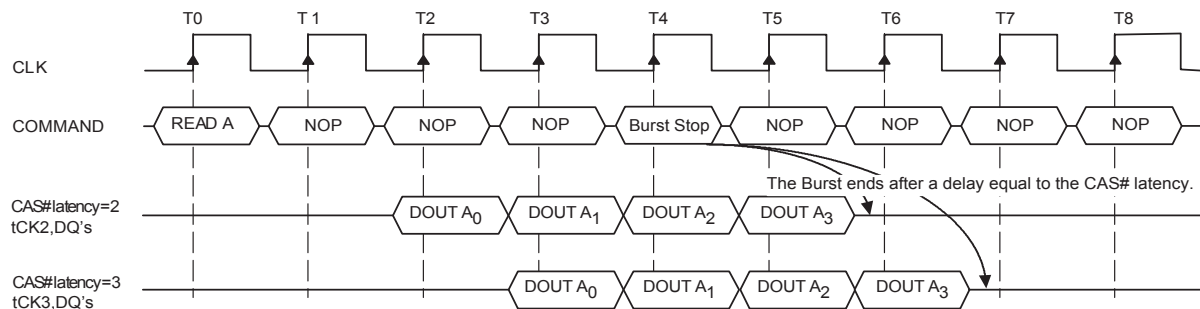 T0 T 1 T2 T3 T4 T5 T6 T7 T8
CLK
COMMAND READ A NOP NOP NOP Burst Stop NOP NOP NOP NOP
The Burst ends after a delay equal to the CAS# latency.
CAS# latency=2
tCK2,DQ's
DOUT A0 DOUT A1 DOUT A2 DOUT A3
CAS# latency=3
tCK3,DQ's
DOUT A0 DOUT A1 DOUT A2 DOUT A3